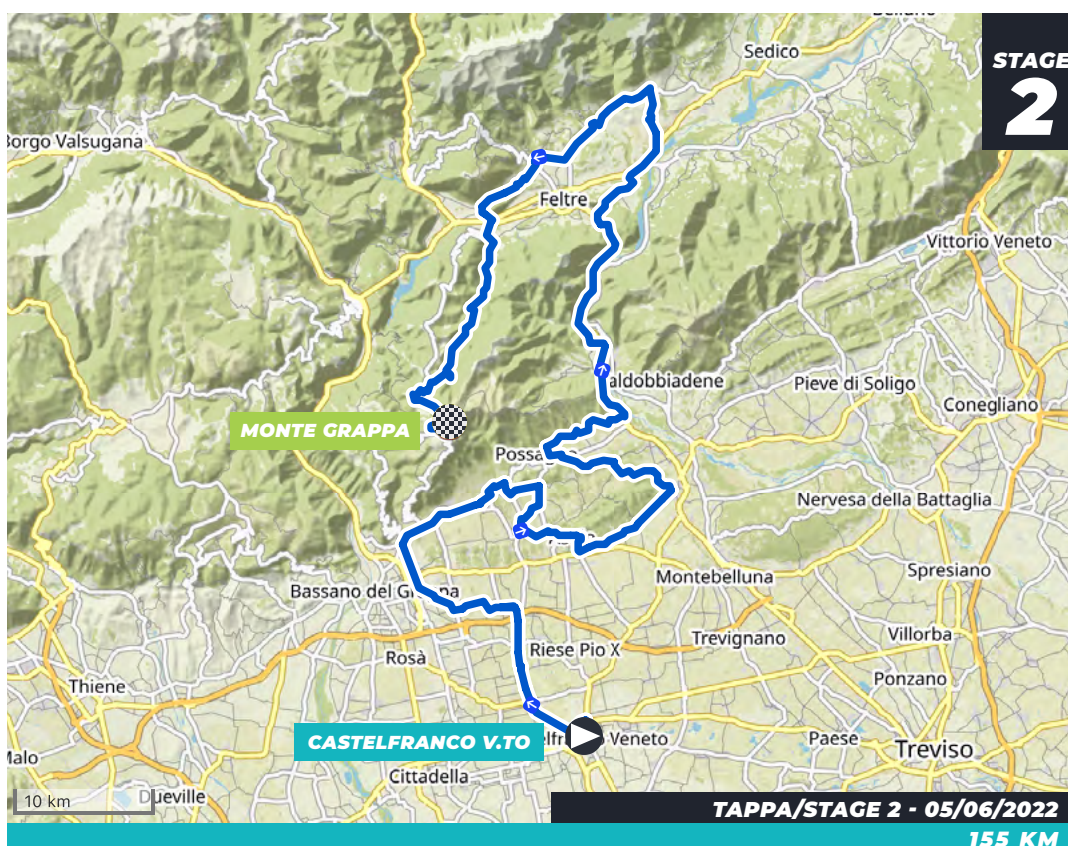 Sedico
STAGE
2
Borgo Valsugana
Feltre
Vittorio Veneto
aldobbiadene
Pieve di Soligo
Conegliano
MONTE GRAPPA
Possagno
Nervesa della Battaglia
Montebelluna
Spresiano
Bassano del Grappa
Riese Pio X
Trevignano
Villorba
Rosà
Ponzano
Thiene
CASTELFRANCO V.TO
Veneto
Paese
Treviso
Malo
Cittadella
10 km
Dueville
TAPPA/STAGE 2 - 05/06/2022
155 KM